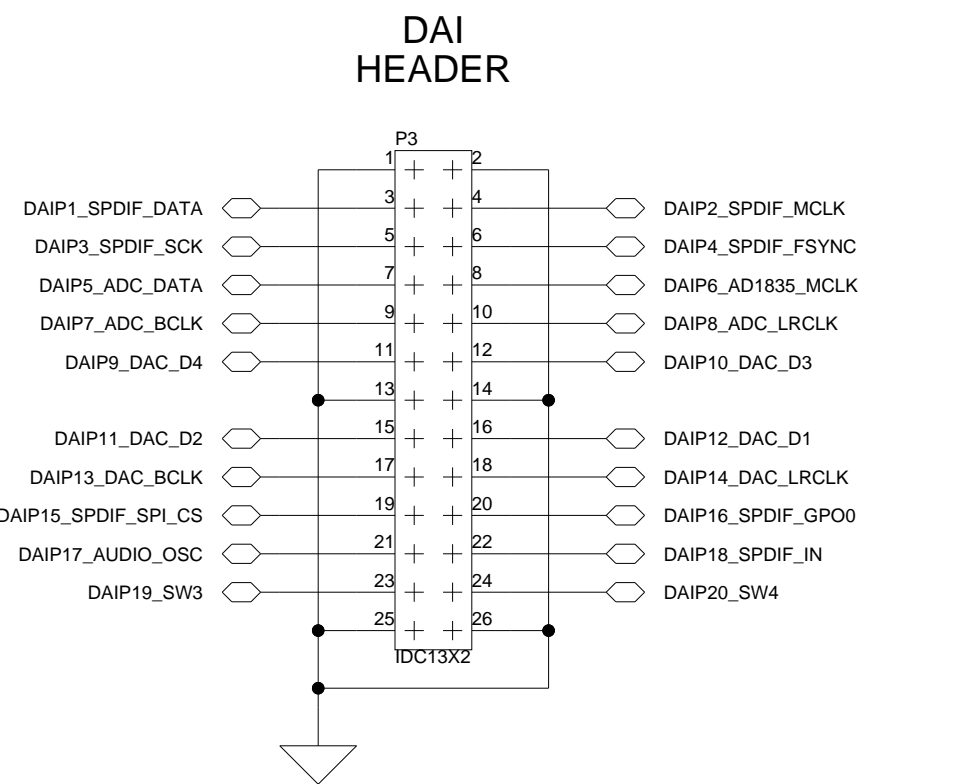 DAI
HEADER
P3
1 2
DAIP1_SPDIF_DATA 3 4 DAIP2_SPDIF_MCLK
DAIP3_SPDIF_SCK 5 6 DAIP4_SPDIF_FSYNC
DAIP5_ADC_DATA 7 8 DAIP6_AD1835_MCLK
DAIP7_ADC_BCLK 9 10 DAIP8_ADC_LRCLK
DAIP9_DAC_D4 11 12 DAIP10_DAC_D3
13 14
DAIP11_DAC_D2 15 16 DAIP12_DAC_D1
DAIP13_DAC_BCLK 17 18 DAIP14_DAC_LRCLK
DAIP15_SPDIF_SPI_CS 19 20 DAIP16_SPDIF_GPO0
DAIP17_AUDIO_OSC 21 22 DAIP18_SPDIF_IN
DAIP19_SW3 23 24 DAIP20_SW4
25 26
IDC13X2